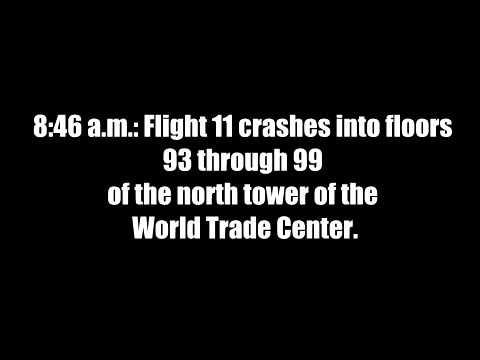 8:46 a.m.: Flight 11 crashes into floors
93 through 99
of the north tower of the
World Trade Center.